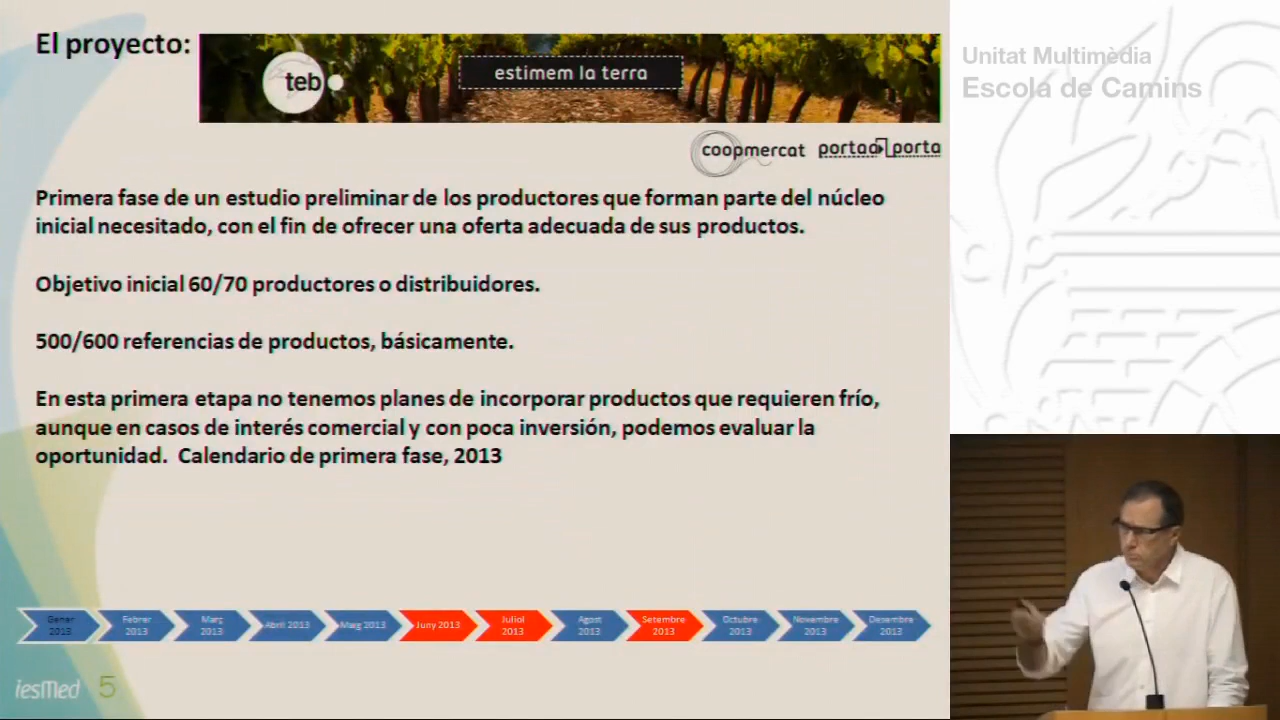 El proyecto:
teb
estimem la terra
coopmercat
portaa porta
Unitat Multimèdia
Escola de Camins
Primera fase de un estudio preliminar de los productores que forman parte del núcleo
inicial necesitado, con el fin de ofrecer una oferta adecuada de sus productos.
Objetivo inicial 60/70 productores o distribuidores.
500/600 referencias de productos, básicamente.
En esta primera etapa no tenemos planes de incorporar productos que requieren frío,
aunque en casos de interés comercial y con poca inversión, podemos evaluar la
oportunidad. Calendario de primera fase, 2013
Gener
2013
Febrer
2013
Març
2013
Abril 2013
Maig 2013
Juny 2013
Juliol
2013
Agost
2013
Setembre
2013
Octubre
2013
Novembre
2013
Desembre
2013
iesMed 5